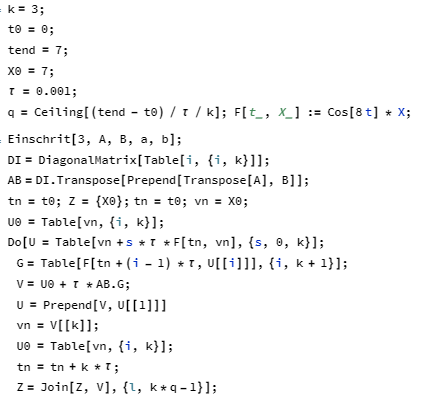 k = 3;
t0 = 0;
tend = 7;
X0 = 7;
τ = 0.001;
q = Ceiling[(tend - t0) / τ / k]; F[t_, X_] := Cos[8 t] * X;
Einschrit[3, A, B, a, b];
DI = DiagonalMatrix[Table[i, {i, k}]];
AB = DI.Transpose[Prepend[Transpose[A], B]];
tn = t0; Z = {X0}; tn = t0; vn = X0;
U0 = Table[vn, {i, k}];
Do[U = Table[vn + s * τ * F[tn, vn], {s, 0, k}];
G = Table[F[tn + (i - 1) * τ, U[[i]]], {i, k + 1}];
V = U0 + τ * AB.G;
U = Prepend[V, U[[1]]]
vn = V[[k]];
U0 = Table[vn, {i, k}];
tn = tn + k * τ;
Z = Join[Z, V], {l, k * q - 1}];